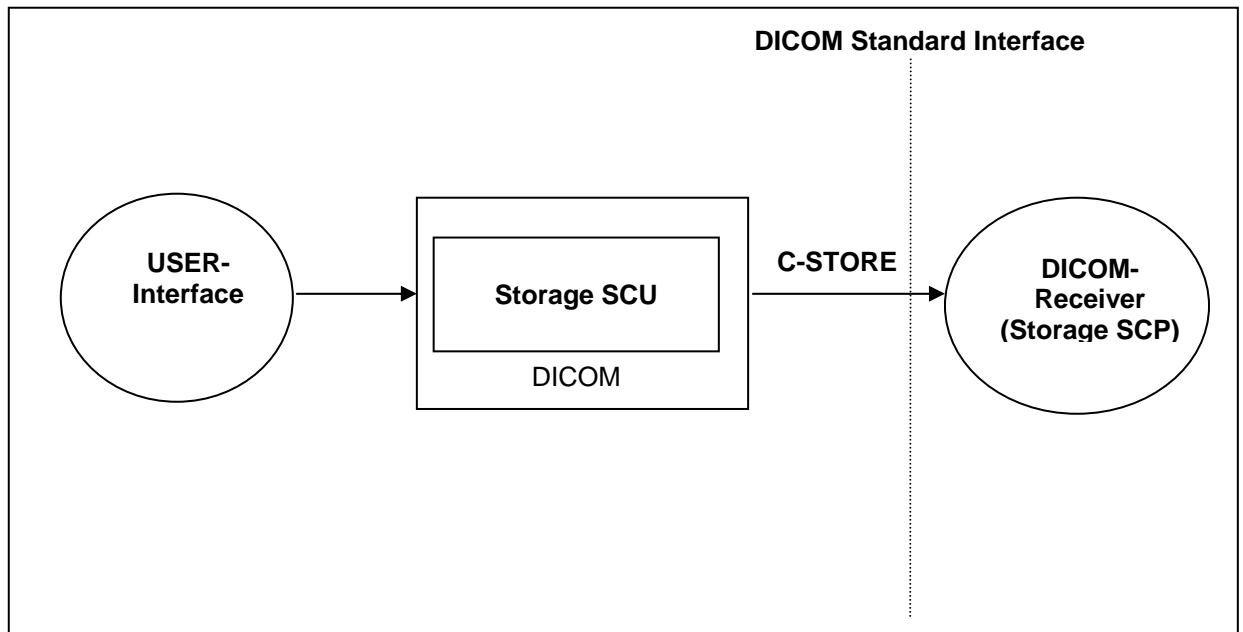 DICOM Standard Interface
USER-
Interface
Storage SCU
DICOM
C-STORE
DICOM-
Receiver
(Storage SCP)